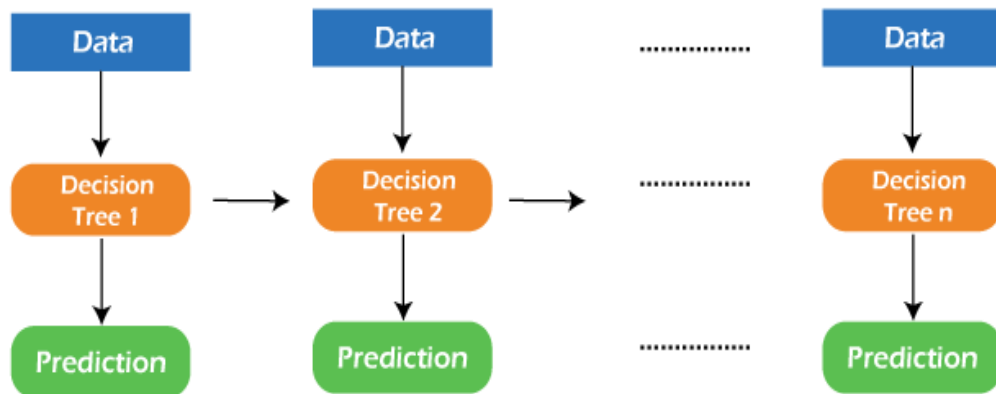 Data
Data
Data
Decision
Tree 1
Decision
Tree 2
Decision
Tree n
Prediction
Prediction
Prediction